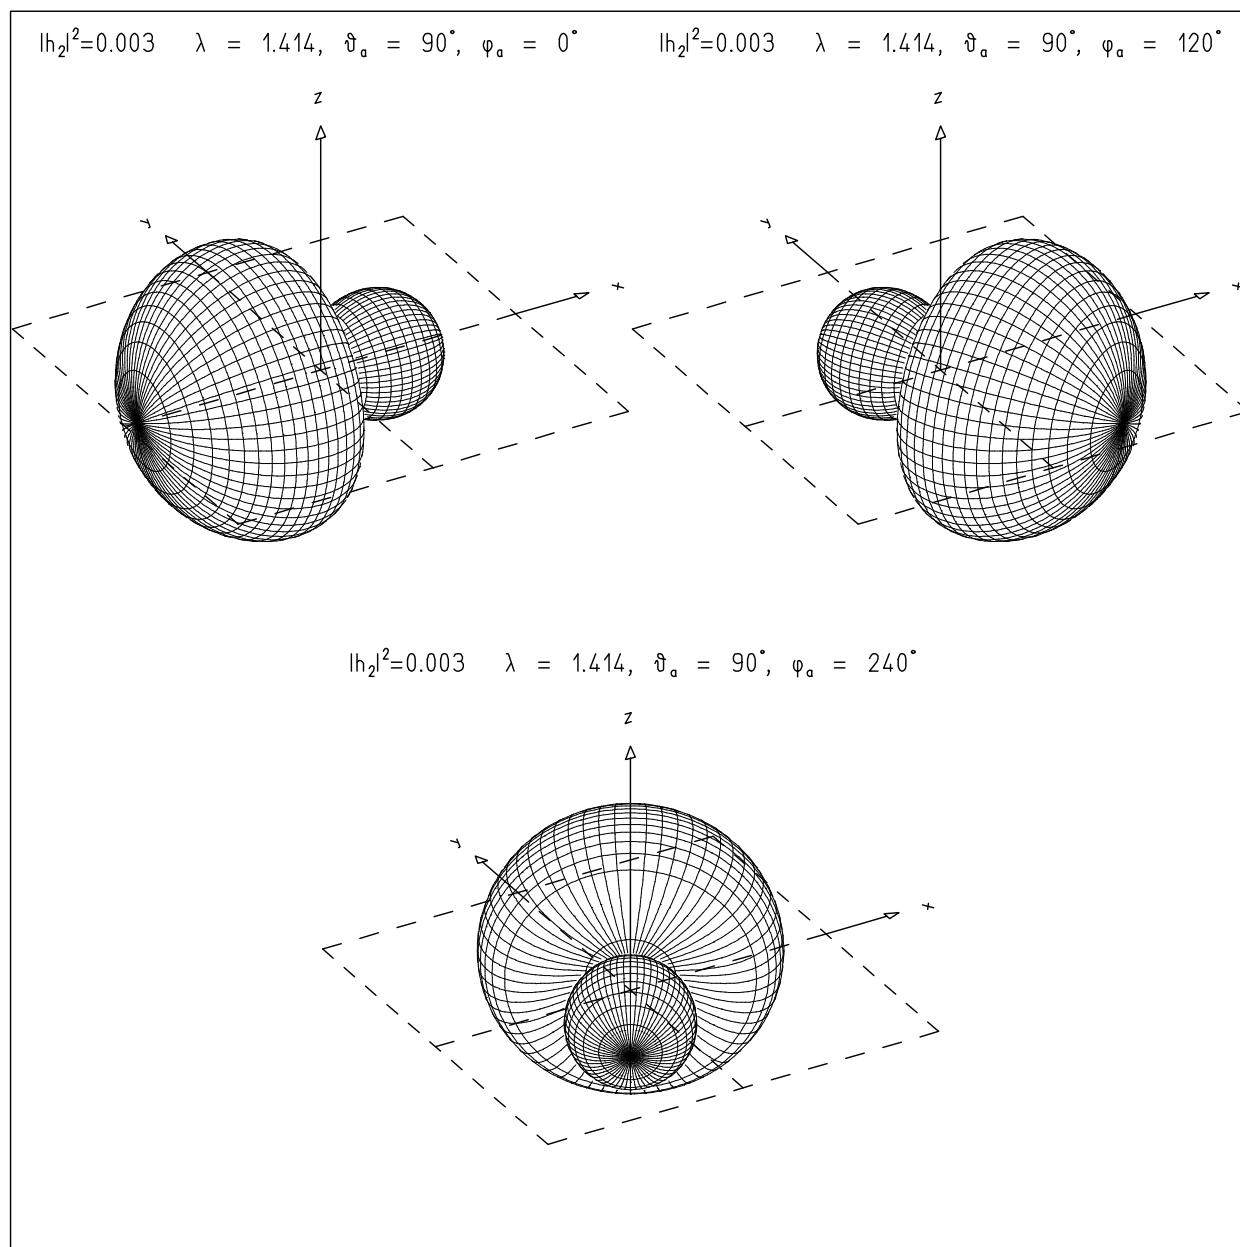 |h₂|²=0.003 λ = 1.414, ϑₐ = 90°, φₐ = 0°
|h₂|²=0.003 λ = 1.414, ϑₐ = 90°, φₐ = 120°
z
z
y
x
y
x
|h₂|²=0.003 λ = 1.414, ϑₐ = 90°, φₐ = 240°
z
y
x